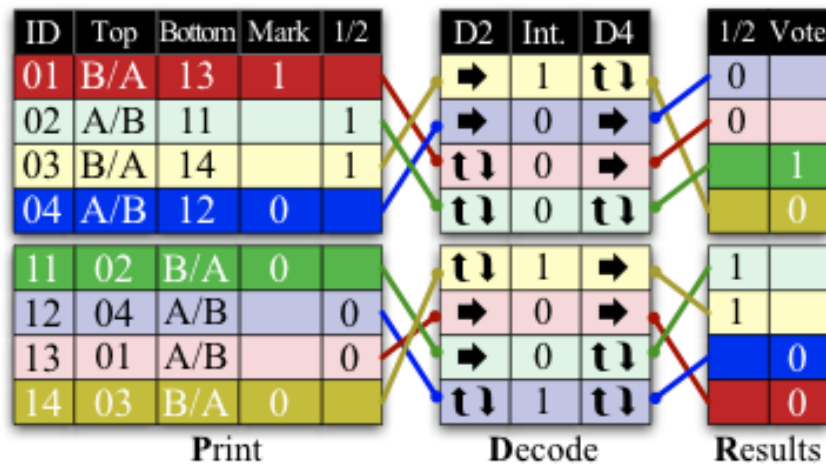 ID Top Bottom Mark 1/2 D2 Int. D4 1/2 Vote
01 B/A 13 1 1 0
02 A/B 11 1 0 0
03 B/A 14 1 0 1
04 A/B 12 0 0 0
11 02 B/A 0 1 1
12 04 A/B 0 0 1
13 01 A/B 0 0 0
14 03 B/A 0 1 0
Print Decode Results